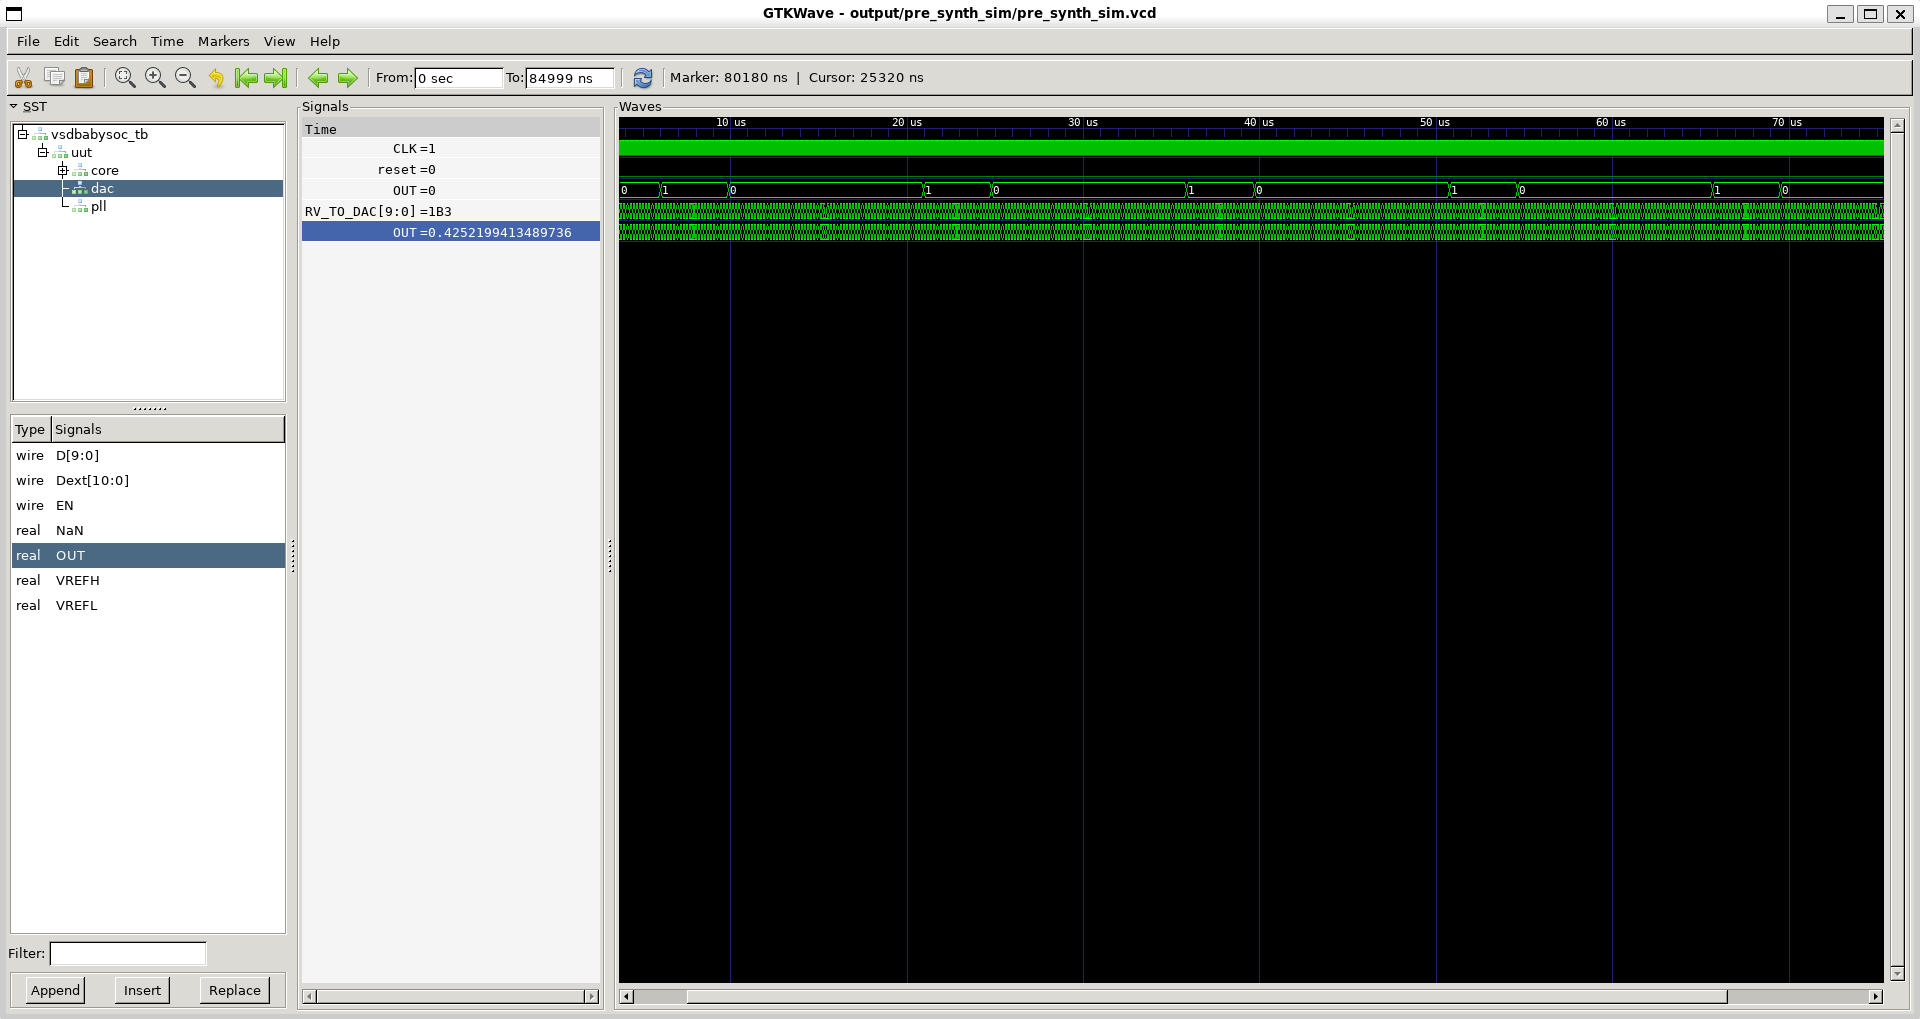 GTKWave - output/pre_synth_sim/pre_synth_sim.vcd
File Edit Search Time Markers View Help
From: 0 sec To: 84999 ns Marker: 80180 ns | Cursor: 25320 ns
SST
vsdbabysoc_tb
uut
core
dac
pll
Type Signals
wire D[9:0]
wire Dext[10:0]
wire EN
real NaN
real OUT
real VREFH
real VREFL
Filter:
Append Insert Replace
Signals
Time
CLK=1
reset=0
OUT=0
RV_TO_DAC[9:0]=1B3
OUT=0.4252199413489736
Waves
10 us 20 us 30 us 40 us 50 us 60 us 70 us
0 1 0 1 0 1 0 1 0 1 0